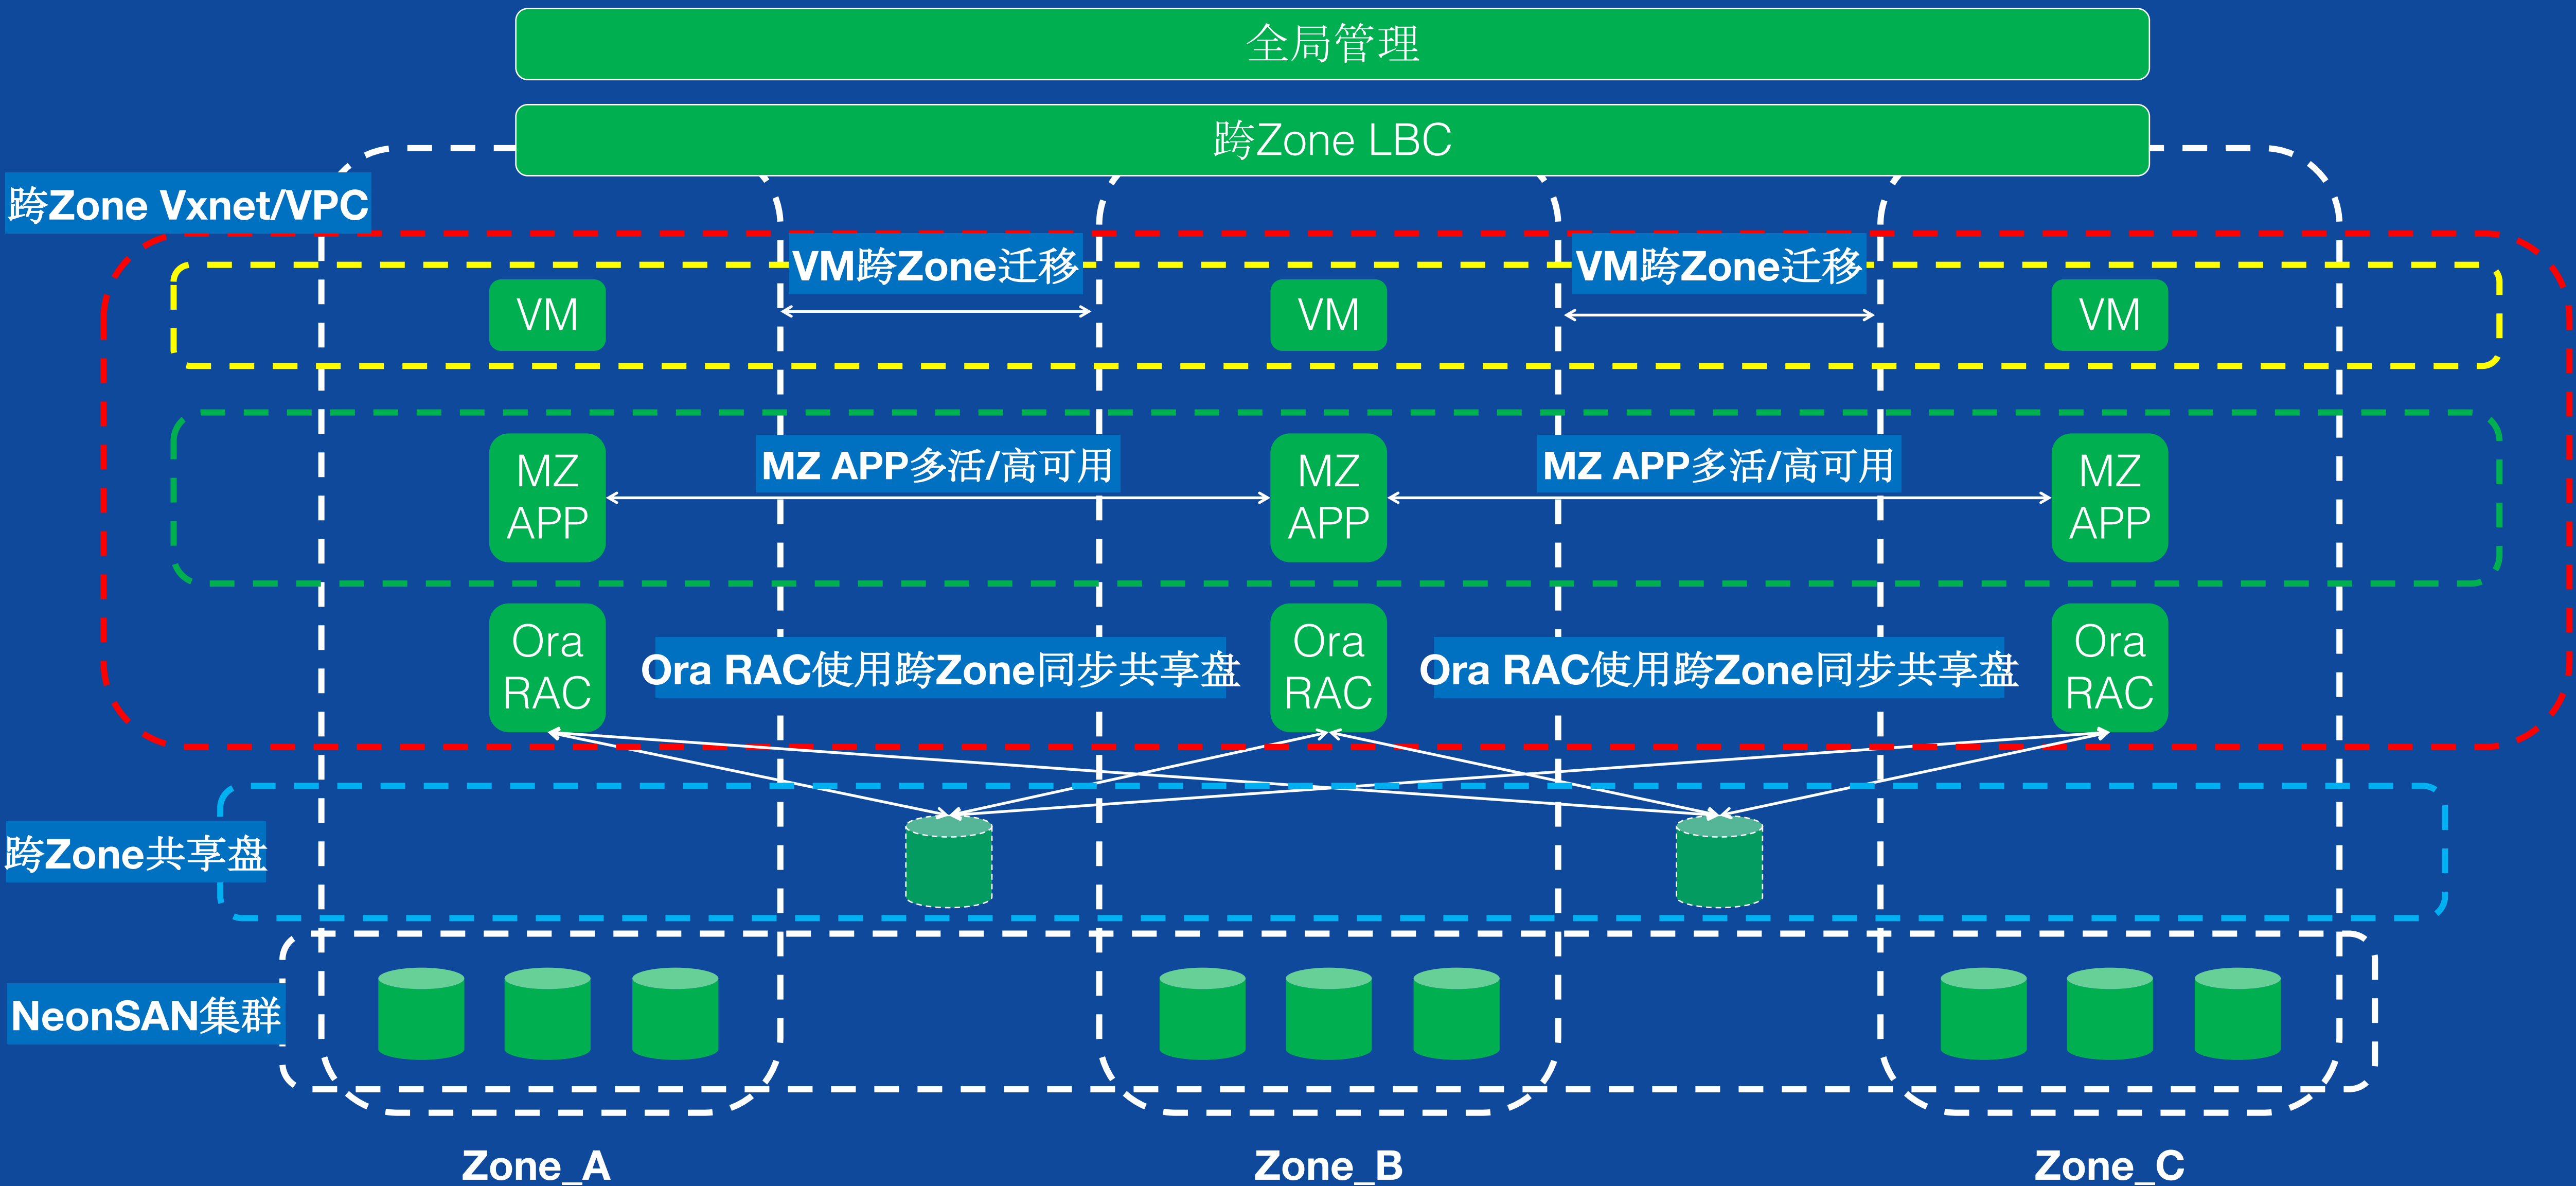 全局管理
跨Zone LBC
跨Zone Vxnet/VPC
VM跨Zone迁移
VM跨Zone迁移
VM
VM
VM
MZ APP多活/高可用
MZ APP多活/高可用
MZ
APP
MZ
APP
MZ
APP
Ora
RAC
Ora RAC使用跨Zone同步共享盘
Ora
RAC
Ora RAC使用跨Zone同步共享盘
Ora
RAC
跨Zone共享盘
NeonSAN集群
Zone_A
Zone_B
Zone_C